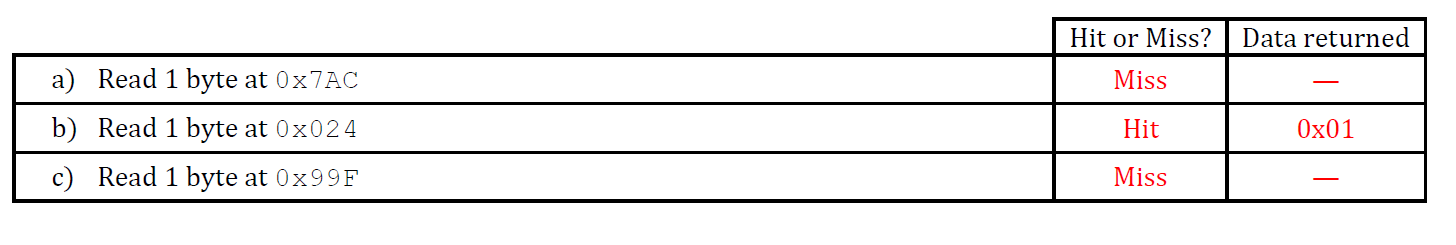 Hit or Miss? Data returned
a) Read 1 byte at 0x7AC Miss —
b) Read 1 byte at 0x024 Hit 0x01
c) Read 1 byte at 0x99F Miss —